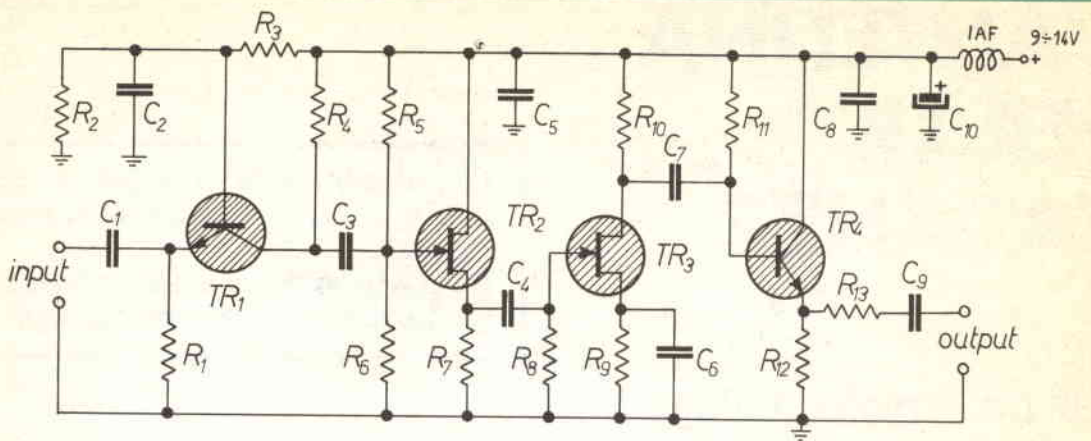 R3
IAF
9÷14V
+
R2
C2
R4
R5
C5
R10
R11
C7
C8
+
C10
C1
C3
TR2
TR3
TR4
input
TR1
C4
R13
C9
R1
R6
R7
R8
R9
C6
R12
output